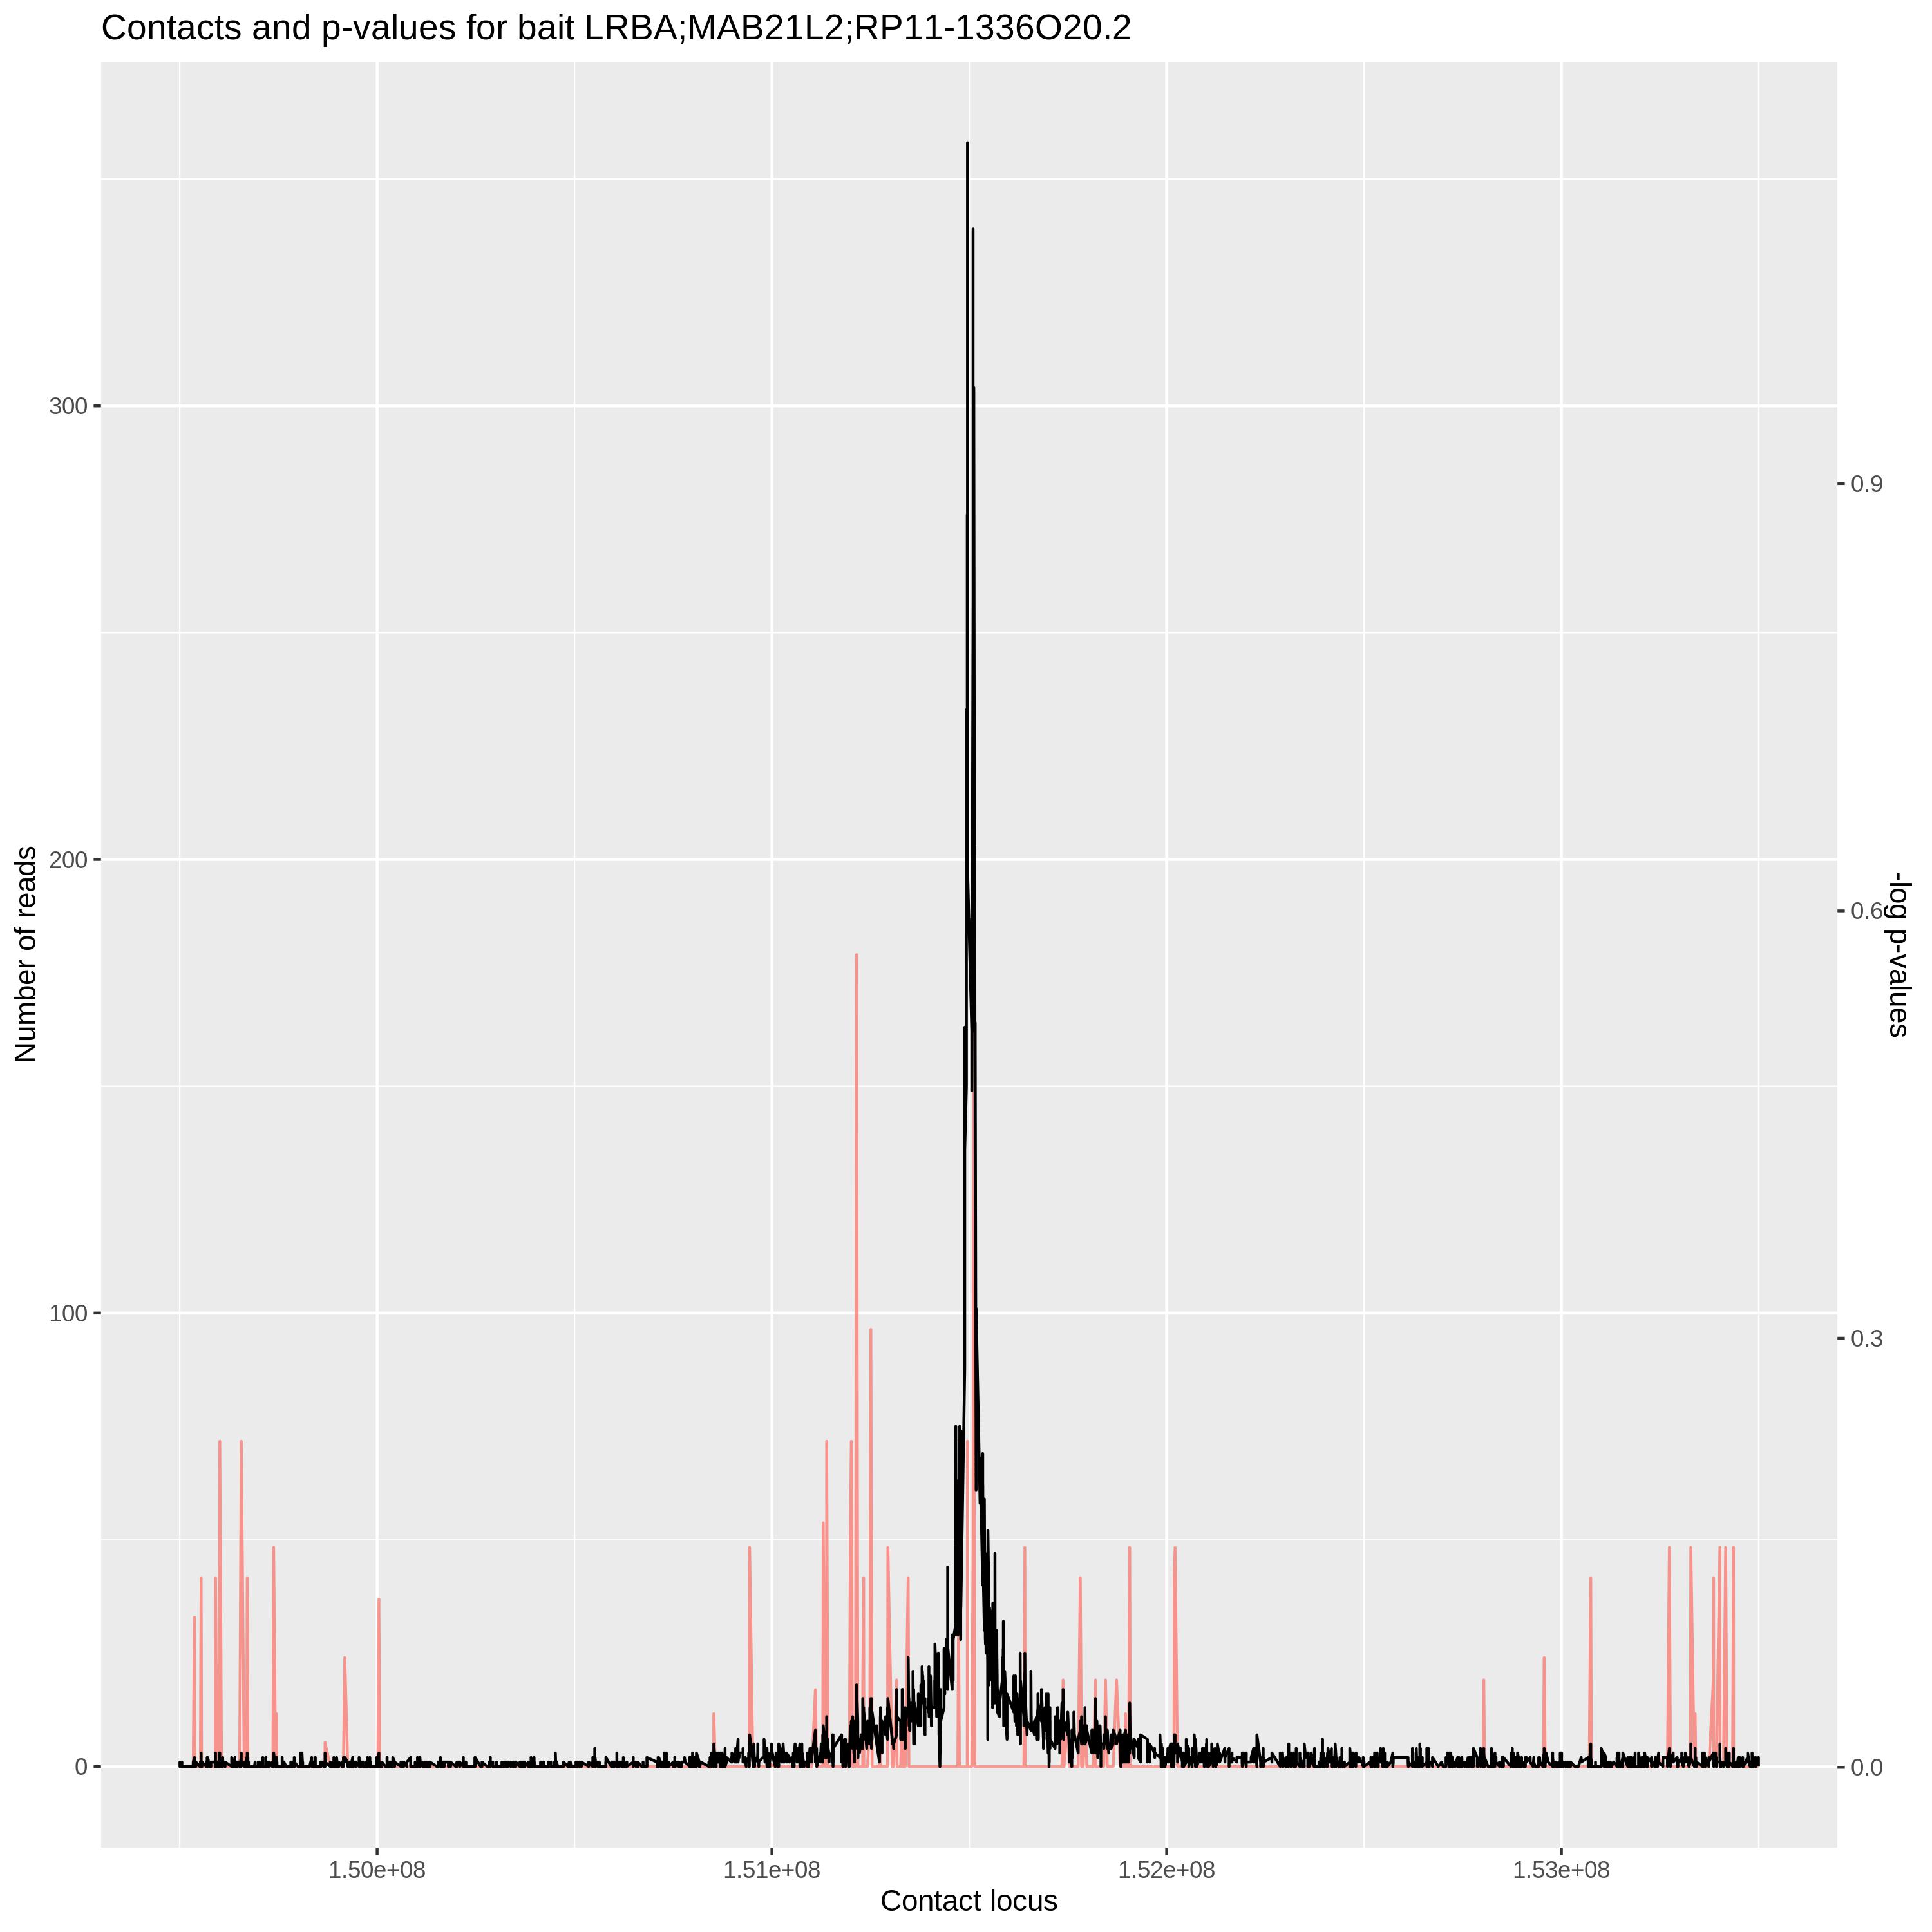 Contacts and p-values for bait LRBA;MAB21L2;RP11-1336O20.2
Number of reads
300
200
100
0
0.9
0.6
0.3
0.0
-log p-values
1.50e+08 1.51e+08 1.52e+08 1.53e+08
Contact locus